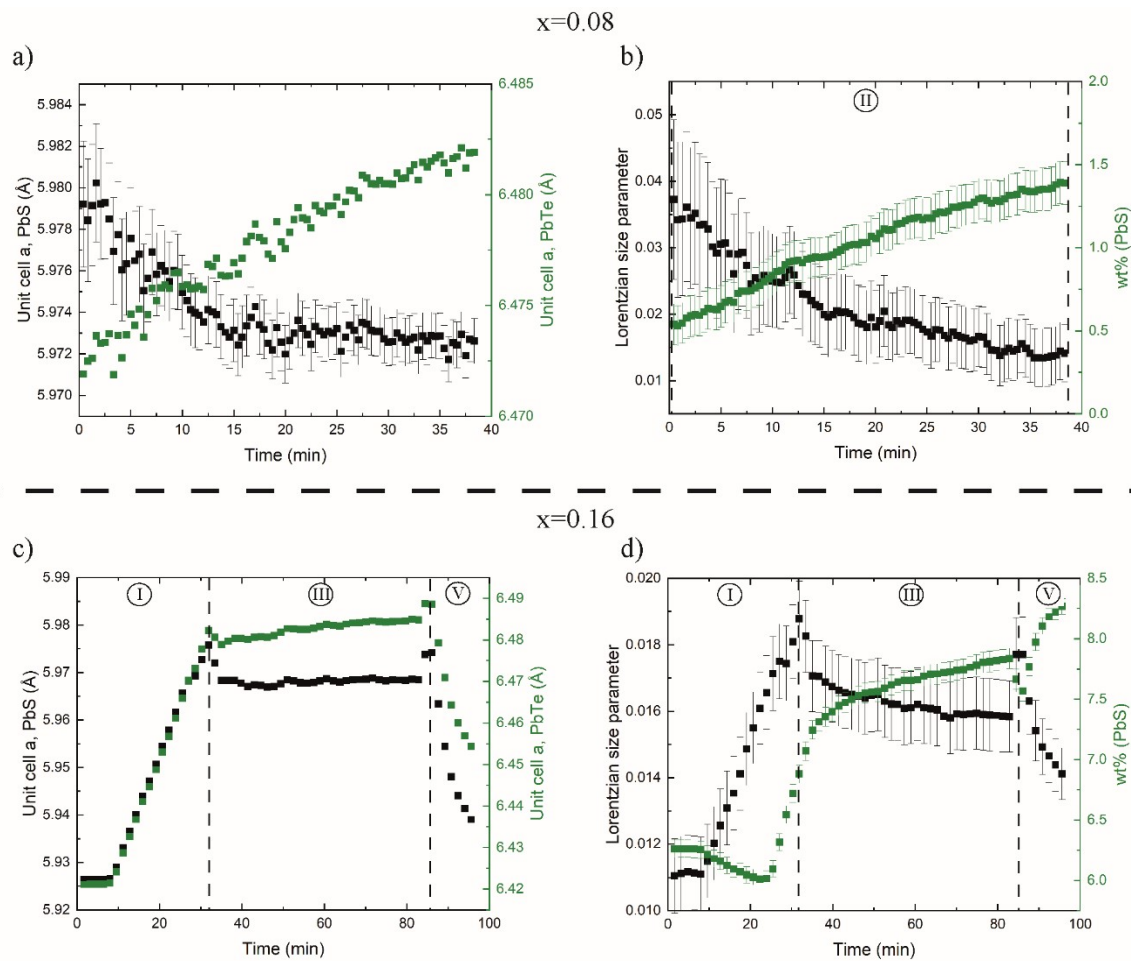 x=0.08
a)
5.984
5.982
5.980
5.978
5.976
5.974
5.972
5.970
Unit cell a, PbS (Å)
6.485
6.480
6.475
6.470
Unit cell a, PbTe (Å)
0 5 10 15 20 25 30 35 40
Time (min)
b)
II
0.05
0.04
0.03
0.02
0.01
Lorentzian size parameter
2.0
1.5
1.0
0.5
0.0
wt% (PbS)
0 5 10 15 20 25 30 35 40
Time (min)
x=0.16
c)
I III V
5.99
5.98
5.97
5.96
5.95
5.94
5.93
5.92
Unit cell a, PbS (Å)
6.49
6.48
6.47
6.46
6.45
6.44
6.43
6.42
Unit cell a, PbTe (Å)
0 20 40 60 80 100
Time (min)
d)
I III V
0.020
0.018
0.016
0.014
0.012
0.010
Lorentzian size parameter
8.5
8.0
7.5
7.0
6.5
6.0
wt% (PbS)
0 20 40 60 80 100
Time (min)